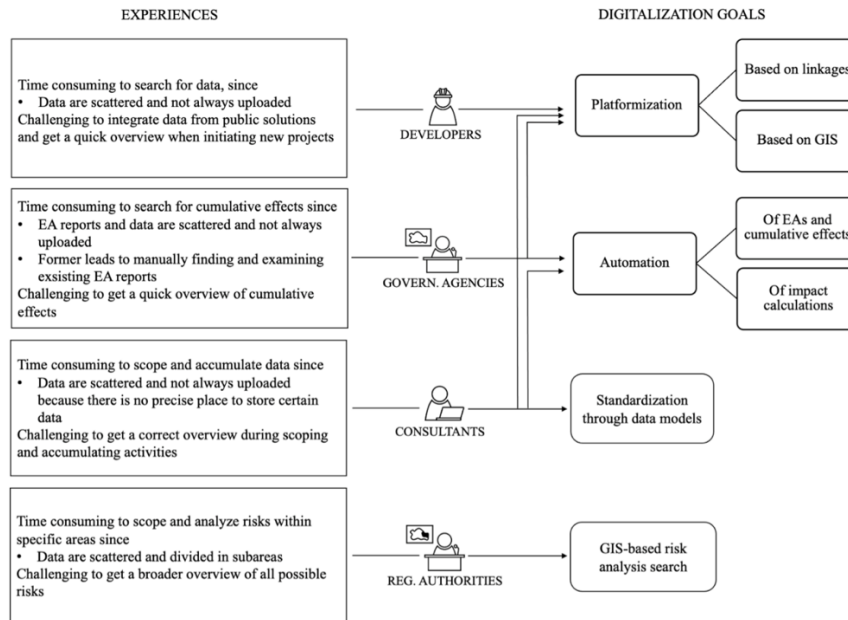 EXPERIENCES
DIGITALIZATION GOALS
Time consuming to search for data, since
• Data are scattered and not always uploaded
Challenging to integrate data from public solutions
and get a quick overview when initiating new projects
DEVELOPERS
Platformization
Based on linkages
Based on GIS
Time consuming to search for cumulative effects since
• EA reports and data are scattered and not always
uploaded
• Former leads to manually finding and examining
exsisting EA reports
Challenging to get a quick overview of cumulative
effects
GOVERN. AGENCIES
Automation
Of EAs and
cumulative effects
Of impact
calculations
Time consuming to scope and accumulate data since
• Data are scattered and not always uploaded
because there is no precise place to store certain
data
Challenging to get a correct overview during scoping
and accumulating activities
CONSULTANTS
Standardization
through data models
Time consuming to scope and analyze risks within
specific areas since
• Data are scattered and divided in subareas
Challenging to get a broader overview of all possible
risks
REG. AUTHORITIES
GIS-based risk
analysis search